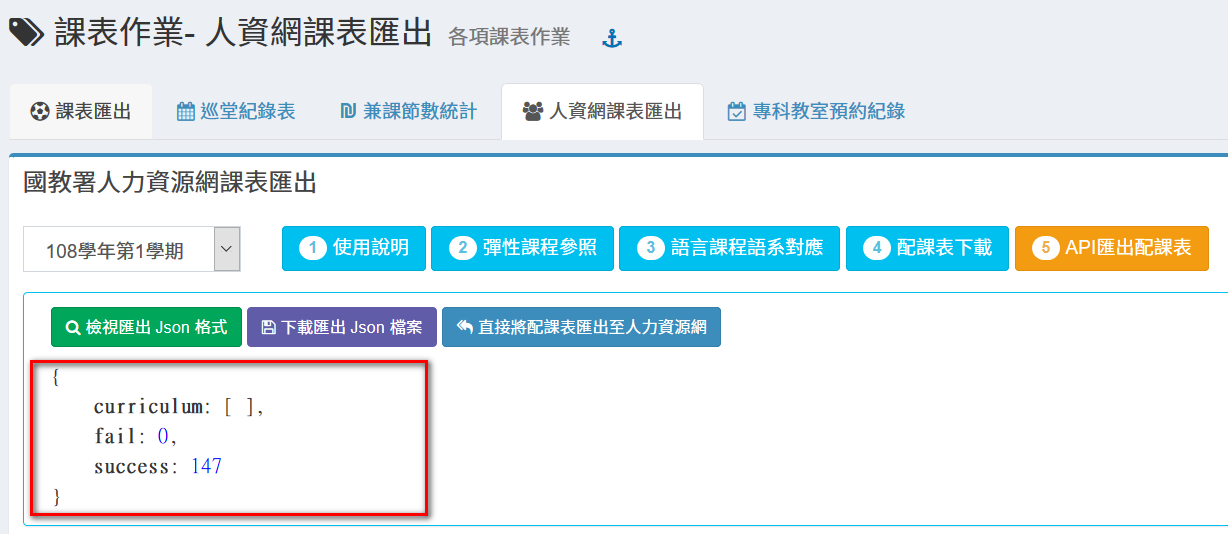 課表作業- 人資網課表匯出 各項課表作業
課表匯出 巡堂紀錄表 兼課節數統計 人資網課表匯出 專科教室預約紀錄
國教署人力資源網課表匯出
108學年第1學期 1 使用說明 2 彈性課程參照 3 語言課程語系對應 4 配課表下載 5 API匯出配課表
檢視匯出 Json 格式 下載匯出 Json 檔案 直接將配課表匯出至人力資源網
{
curriculum: [ ],
fail: 0,
success: 147
}